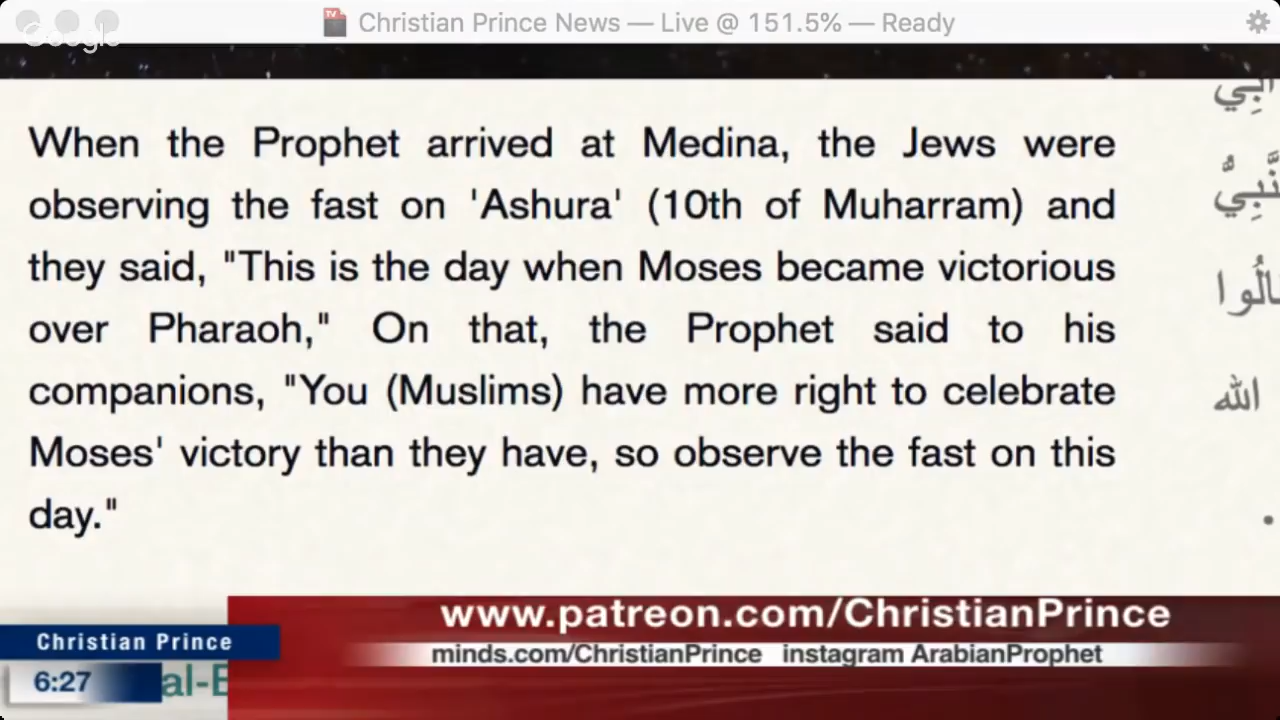 Christian Prince News — Live @ 151.5% — Ready
Google
When the Prophet arrived at Medina, the Jews were
observing the fast on 'Ashura' (10th of Muharram) and
they said, "This is the day when Moses became victorious
over Pharaoh," On that, the Prophet said to his
companions, "You (Muslims) have more right to celebrate
Moses' victory than they have, so observe the fast on this
day."
الله
www.patreon.com/ChristianPrince
Christian Prince
minds.com/ChristianPrince instagram ArabianProphet
6:27
al-B